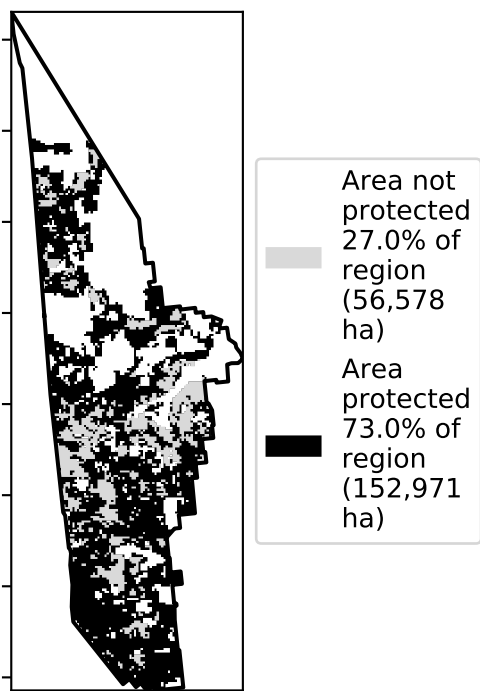 Area not
protected
27.0% of
region
(56,578
ha)
Area
protected
73.0% of
region
(152,971
ha)